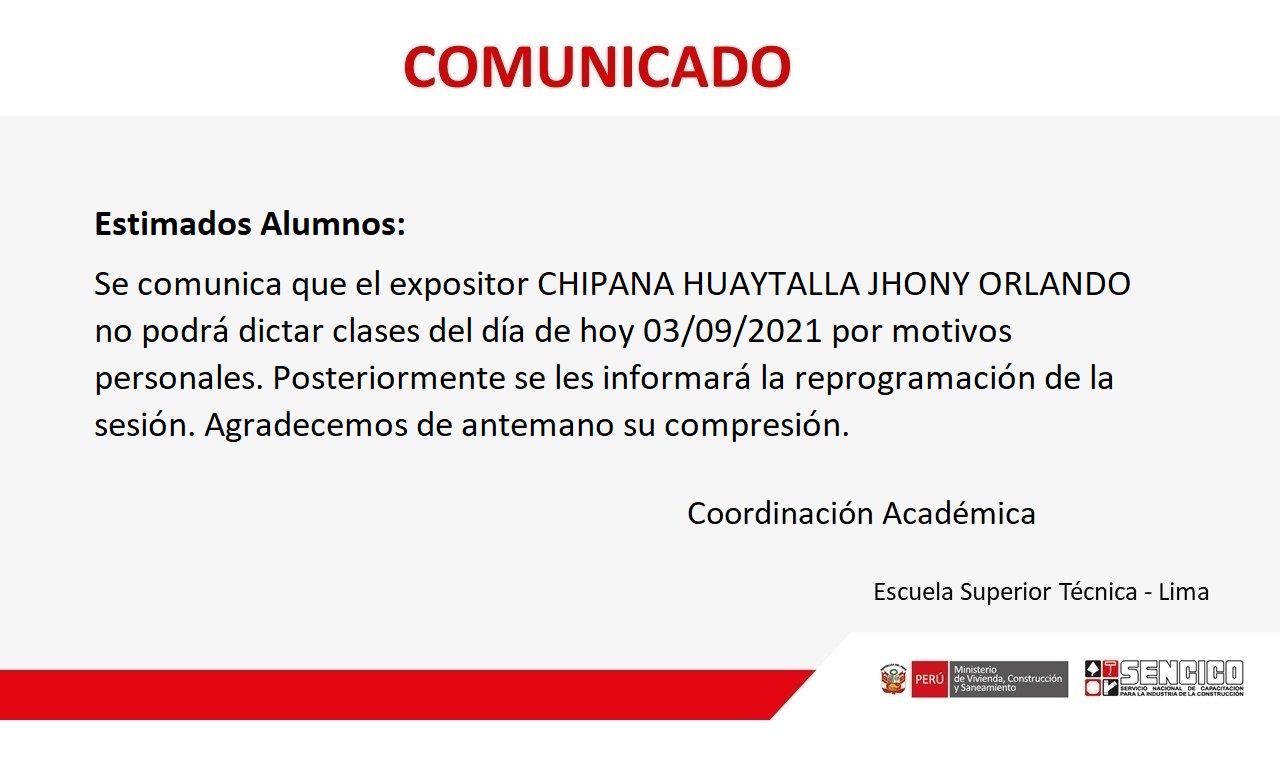 COMUNICADO
Estimados Alumnos:
Se comunica que el expositor CHIPANA HUAYTALLA JHONY ORLANDO
no podrá dictar clases del día de hoy 03/09/2021 por motivos
personales. Posteriormente se les informará la reprogramación de la
sesión. Agradecemos de antemano su compresión.
Coordinación Académica
Escuela Superior Técnica - Lima
PERÚ
Ministerio
de Vivienda, Construcción
y Saneamiento
SENCICO
SERVICIO NACIONAL DE CAPACITACIÓN
PARA LA INDUSTRIA DE LA CONSTRUCCIÓN